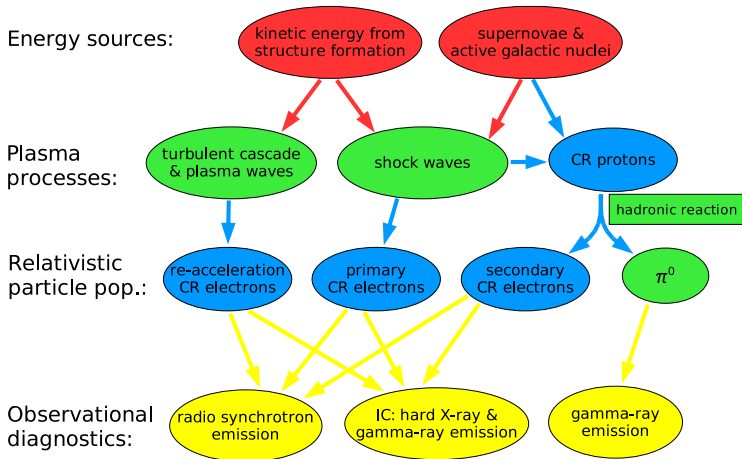 Energy sources:
kinetic energy from
structure formation
supernovae &
active galactic nuclei
Plasma
processes:
turbulent cascade
& plasma waves
shock waves
CR protons
hadronic reaction
Relativistic
particle pop.:
re-acceleration
CR electrons
primary
CR electrons
secondary
CR electrons
π⁰
Observational
diagnostics:
radio synchrotron
emission
IC: hard X-ray &
gamma-ray emission
gamma-ray
emission